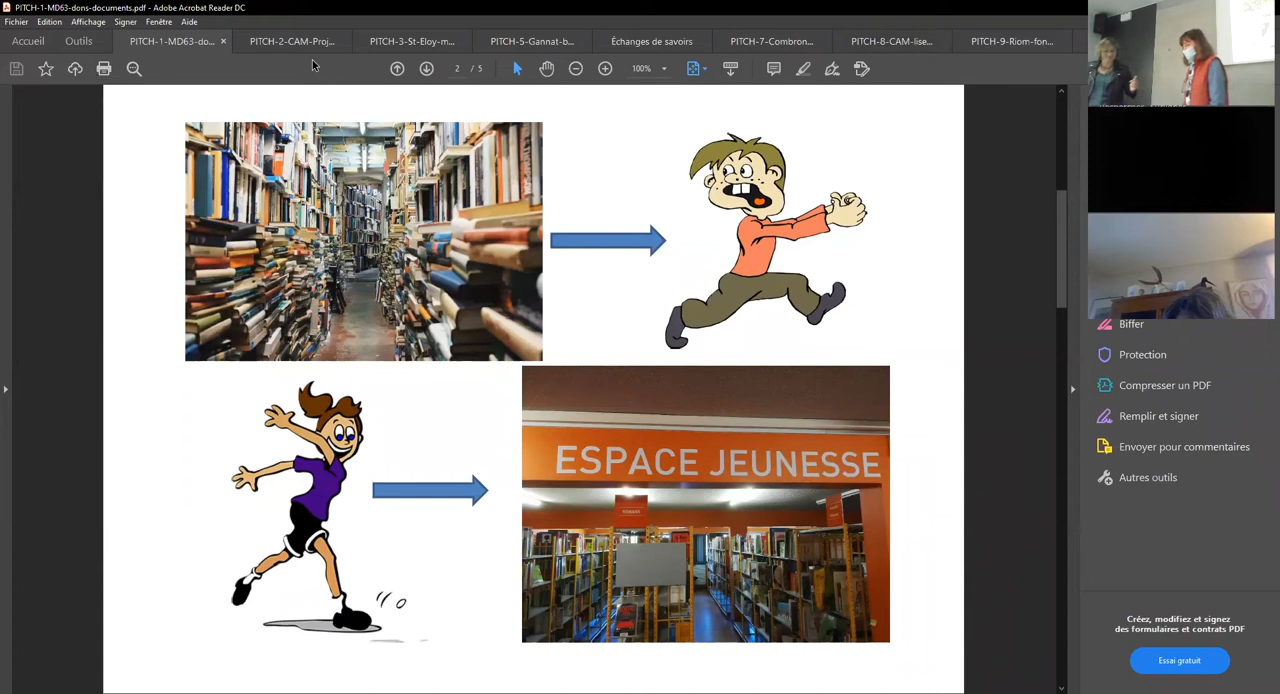 PITCH-1-MD63-dons-documents.pdf - Adobe Acrobat Reader DC
Fichier Edition Affichage Signer Fenêtre Aide
Accueil Outils PITCH-1-MD63-do... × PITCH-2-CAM-Proj... PITCH-3-St-Eloy-m... PITCH-5-Gannat-b... Échanges de savoirs PITCH-7-Combron... PITCH-8-CAM-lise... PITCH-9-Riom-fon...
2 / 5 100%
ESPACE JEUNESSE
Biffer
Protection
Compresser un PDF
Remplir et signer
Envoyer pour commentaires
Autres outils
Créez, modifiez et signez
des formulaires et contrats PDF
Essai gratuit